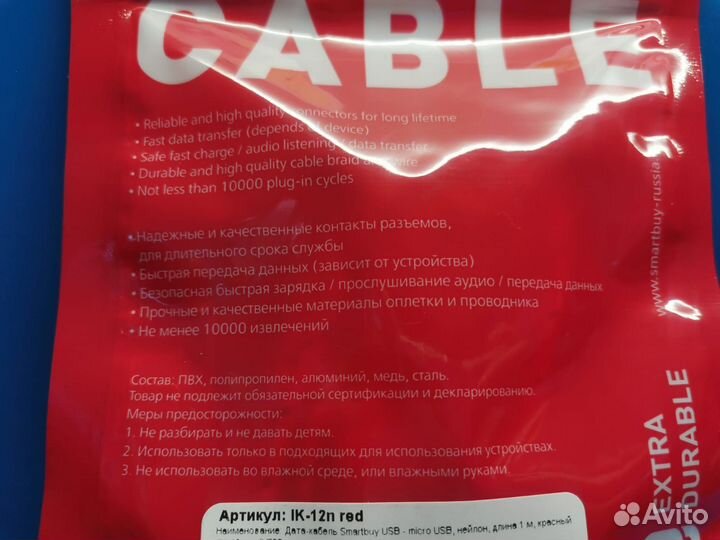 CABLE
• Reliable and high quality connectors for long lifetime
• Fast data transfer (depends of device)
• Safe fast charge / audio listening / data transfer
• Durable and high quality cable braid and wire
• Not less than 10000 plug-in cycles
• Надежные и качественные контакты разъемов,
для длительного срока службы
• Быстрая передача данных (зависит от устройства)
• Безопасная быстрая зарядка / прослушивание аудио / передача данных
• Прочные и качественные материалы оплетки и проводника
• Не менее 10000 извлечений
Состав: ПВХ, полипропилен, алюминий, медь, сталь.
Товар не подлежит обязательной сертификации и декларированию.
Меры предосторожности:
1. Не разбирать и не давать детям.
2. Использовать только в подходящих для использования устройствах.
3. Не использовать во влажной среде, или влажными руками.
www.smartbuy-russia.
EXTRA
DURABLE
Артикул: IK-12n red
Наименование: Дата-кабель Smartbuy USB - micro USB, нейлон, длина 1 м, красный
Avito